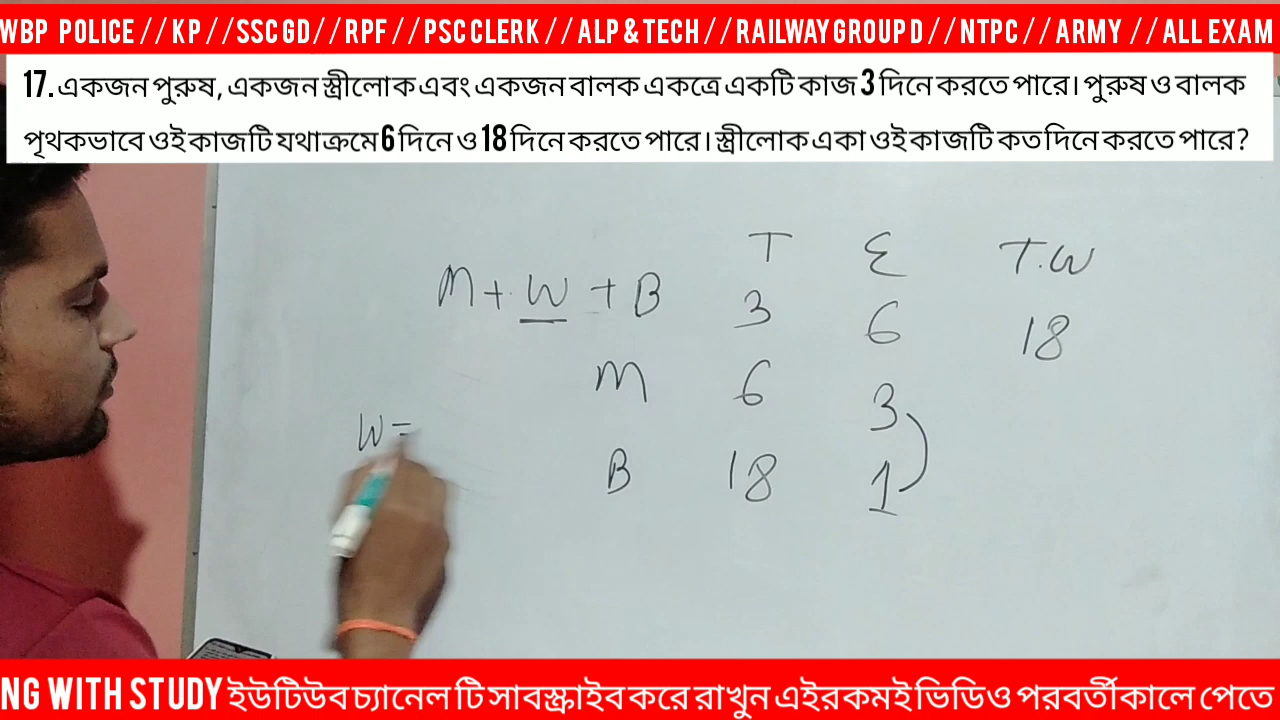 WBP POLICE // KP // SSC GD // RPF // PSC CLERK // ALP & TECH // RAILWAY GROUP D // NTPC // ARMY // ALL EXAM
17. একজন পুরুষ, একজন স্ত্রীলোক এবং একজন বালক একত্রে একটি কাজ 3 দিনে করতে পারে। পুরুষ ও বালক
পৃথকভাবে ওই কাজটি যথাক্রমে 6 দিনে ও 18 দিনে করতে পারে। স্ত্রীলোক একা ওই কাজটি কত দিনে করতে পারে?
T E T.W
M + W + B 3 6 18
M 6 3
W =
B 18 1
NG WITH STUDY ইউটিউব চ্যানেল টি সাবস্ক্রাইব করে রাখুন এইরকমই ভিডিও পরবর্তীকালে পেতে